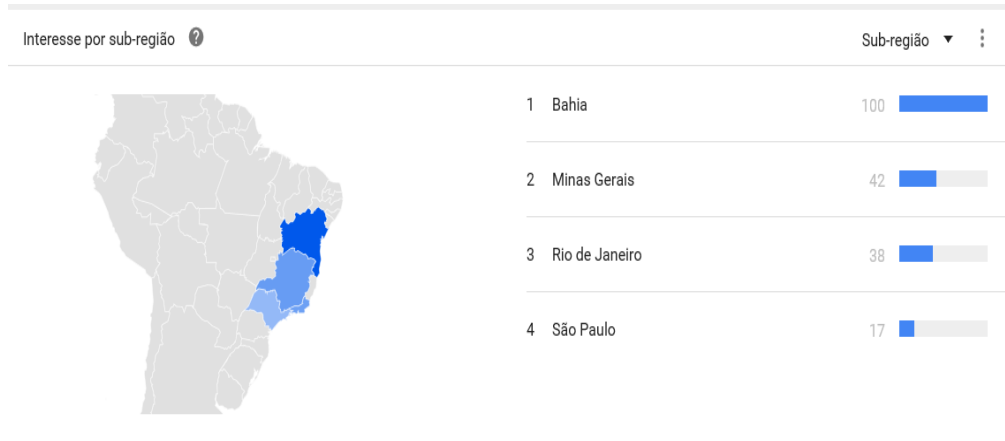 Interesse por sub-região ?
Sub-região
1 Bahia 100
2 Minas Gerais 42
3 Rio de Janeiro 38
4 São Paulo 17